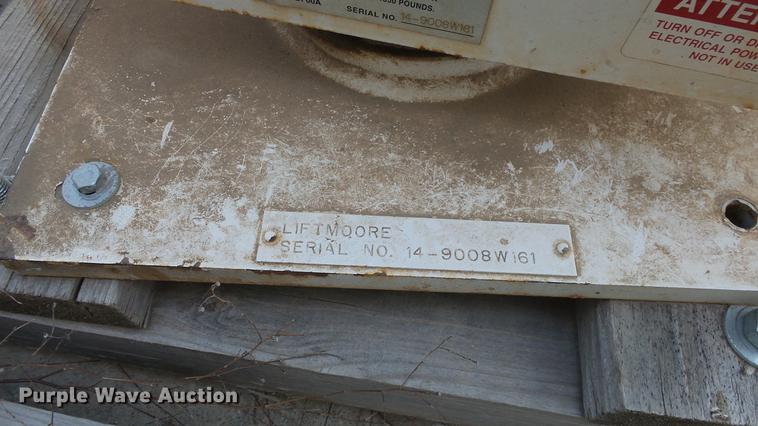 POUNDS.
SERIAL NO. 14-9008W161
ATTE
TURN OFF OR DI
ELECTRICAL POW
NOT IN USE
LIFTMOORE
SERIAL NO. 14-9008W161
Purple Wave Auction